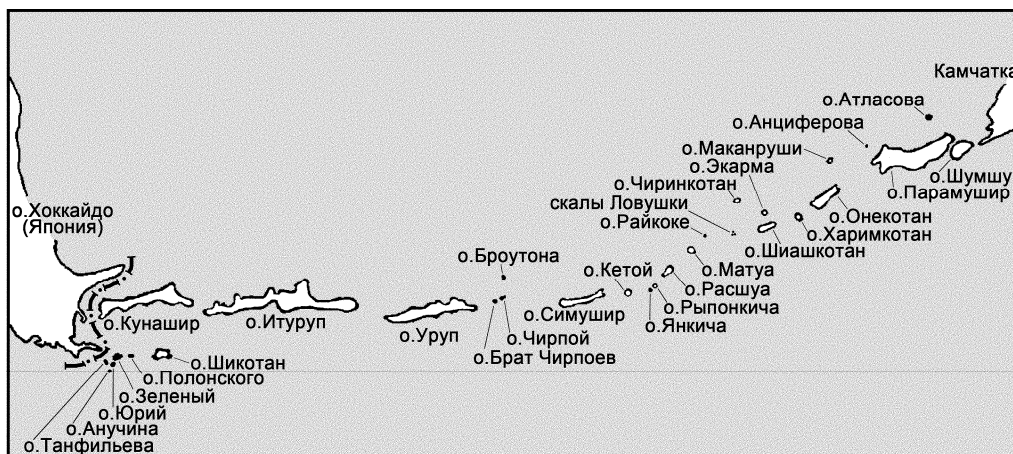 Камчатка
о.Атласова
о.Анциферова
о.Маканруши
о.Экарма
о.Шумшу
о.Чиринкотан
о.Парамушир
скалы Ловушки
о.Хоккайдо
(Япония)
о.Онекотан
о.Райкоке
о.Харимкотан
о.Шиашкотан
о.Броутона
о.Кетой
о.Матуа
о.Расшуа
о.Рыпонкича
о.Симушир
о.Кунашир
о.Итуруп
о.Янкича
о.Уруп
о.Чирпой
о.Брат Чирпоев
о.Шикотан
о.Полонского
о.Зеленый
о.Юрий
о.Анучина
о.Танфильева